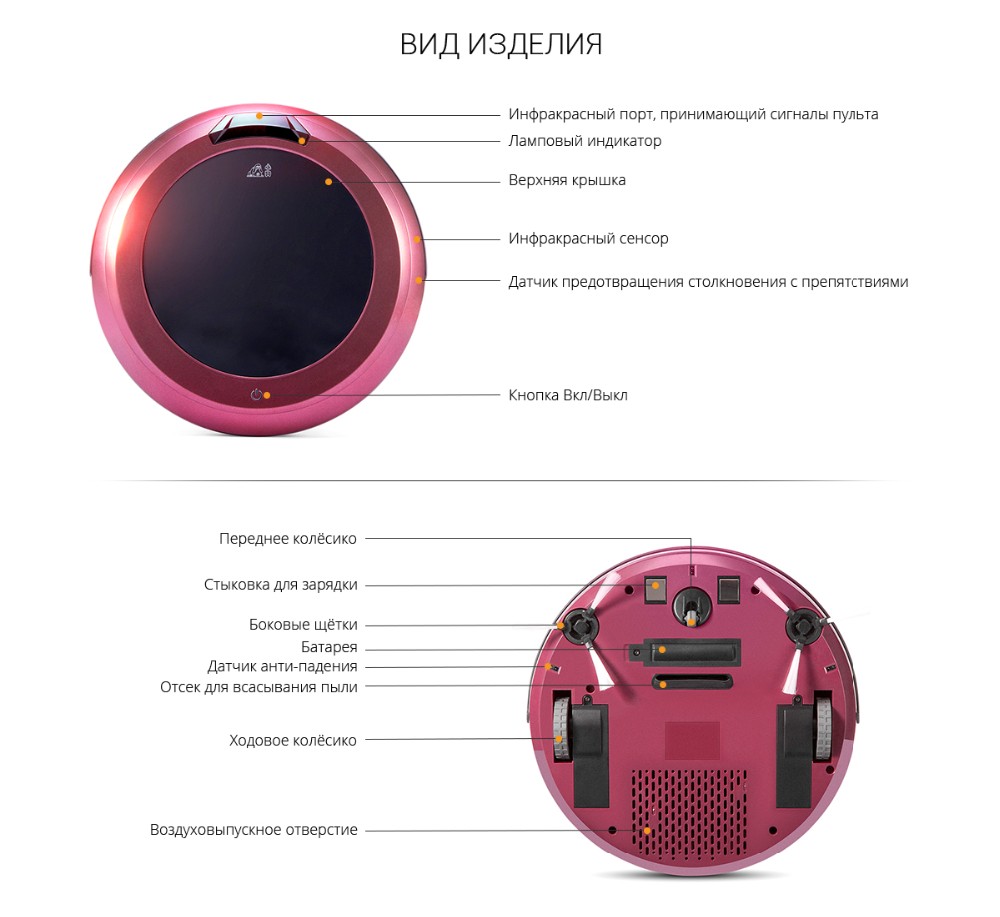 ВИД ИЗДЕЛИЯ
Инфракрасный порт, принимающий сигналы пульта
Ламповый индикатор
Верхняя крышка
Инфракрасный сенсор
Датчик предотвращения столкновения с препятствиями
Кнопка Вкл/Выкл
Переднее колёсико
Стыковка для зарядки
Боковые щётки
Батарея
Датчик анти-падения
Отсек для всасывания пыли
Ходовое колёсико
Воздуховыпускное отверстие